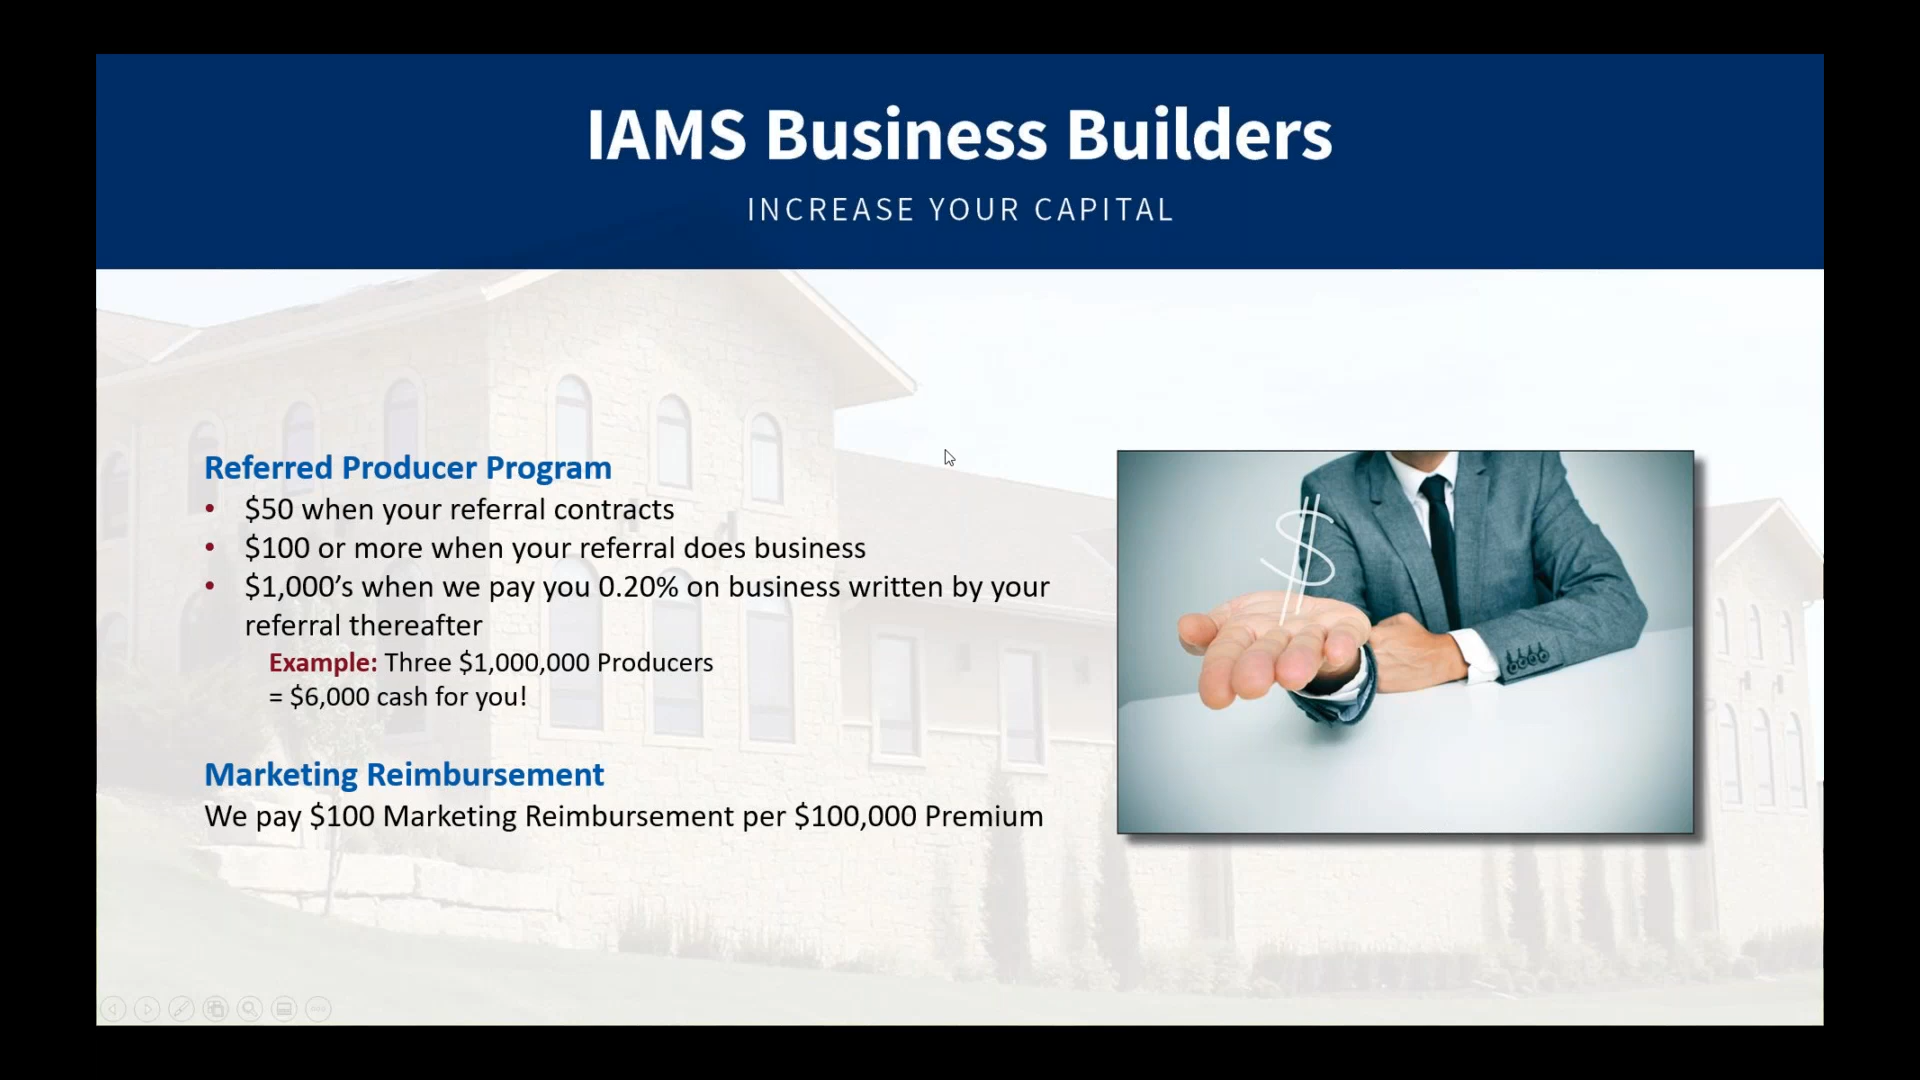 IAMS Business Builders
INCREASE YOUR CAPITAL
Referred Producer Program
• $50 when your referral contracts
• $100 or more when your referral does business
• $1,000’s when we pay you 0.20% on business written by your
referral thereafter
Example: Three $1,000,000 Producers
= $6,000 cash for you!
$
Marketing Reimbursement
We pay $100 Marketing Reimbursement per $100,000 Premium